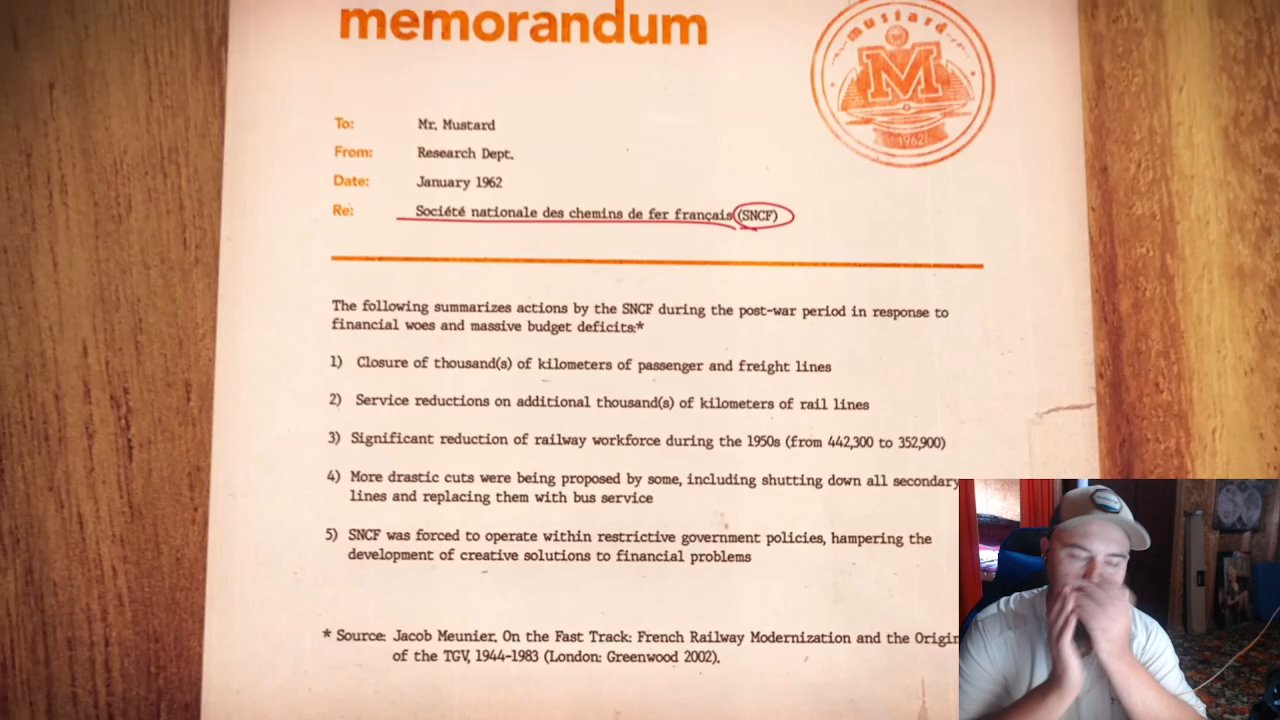 memorandum
mustard
M
1962
To: Mr. Mustard
From: Research Dept.
Date: January 1962
Re: Société nationale des chemins de fer français (SNCF)
The following summarizes actions by the SNCF during the post-war period in response to
financial woes and massive budget deficits:*
1) Closure of thousand(s) of kilometers of passenger and freight lines
2) Service reductions on additional thousand(s) of kilometers of rail lines
3) Significant reduction of railway workforce during the 1950s (from 442,300 to 352,900)
4) More drastic cuts were being proposed by some, including shutting down all secondary
lines and replacing them with bus service
5) SNCF was forced to operate within restrictive government policies, hampering the
development of creative solutions to financial problems
* Source: Jacob Meunier, On the Fast Track: French Railway Modernization and the Origin
of the TGV, 1944-1983 (London: Greenwood 2002).